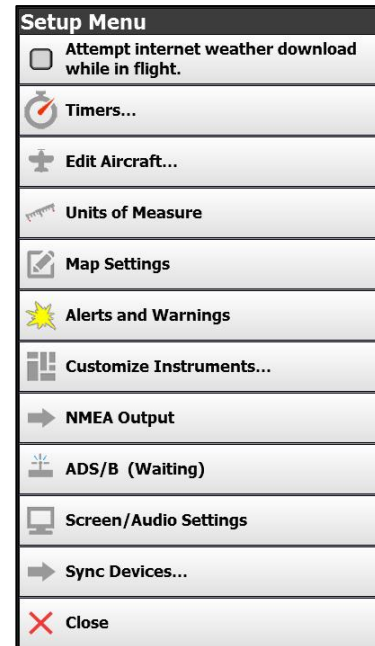 Setup Menu
Attempt internet weather download
while in flight.
Timers...
Edit Aircraft...
Units of Measure
Map Settings
Alerts and Warnings
Customize Instruments...
NMEA Output
ADS/B (Waiting)
Screen/Audio Settings
Sync Devices...
Close